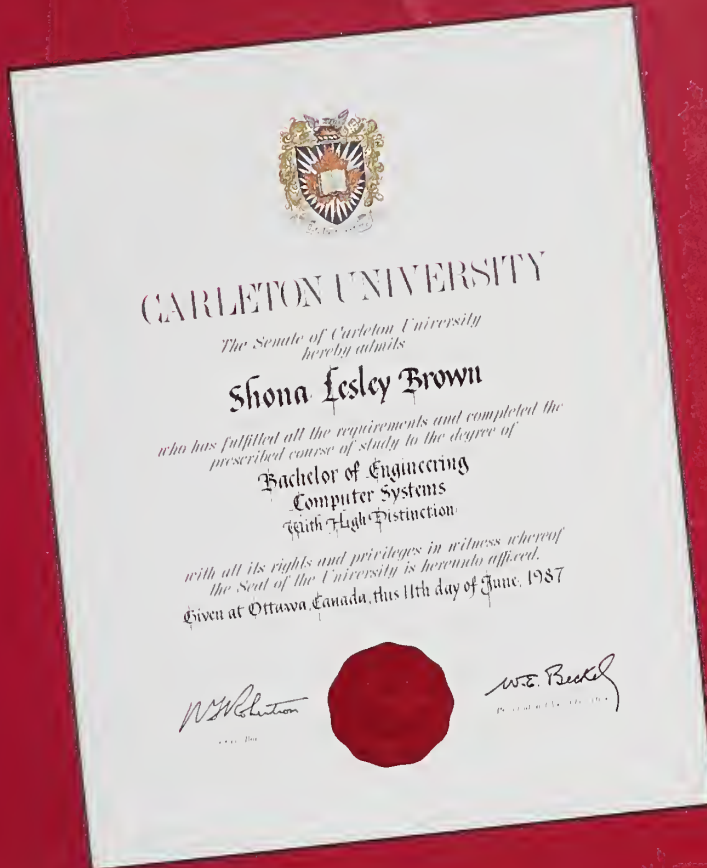 CARLETON UNIVERSITY
The Senate of Carleton University
hereby admits
Shona Lesley Brown
who has fulfilled all the requirements and completed the
prescribed course of study to the degree of
Bachelor of Engineering
Computer Systems
With High Distinction
with all its rights and privileges in witness whereof
the Seal of the University is hereunto affixed.
Given at Ottawa, Canada, this 11th day of June, 1987
W.E. Beckel